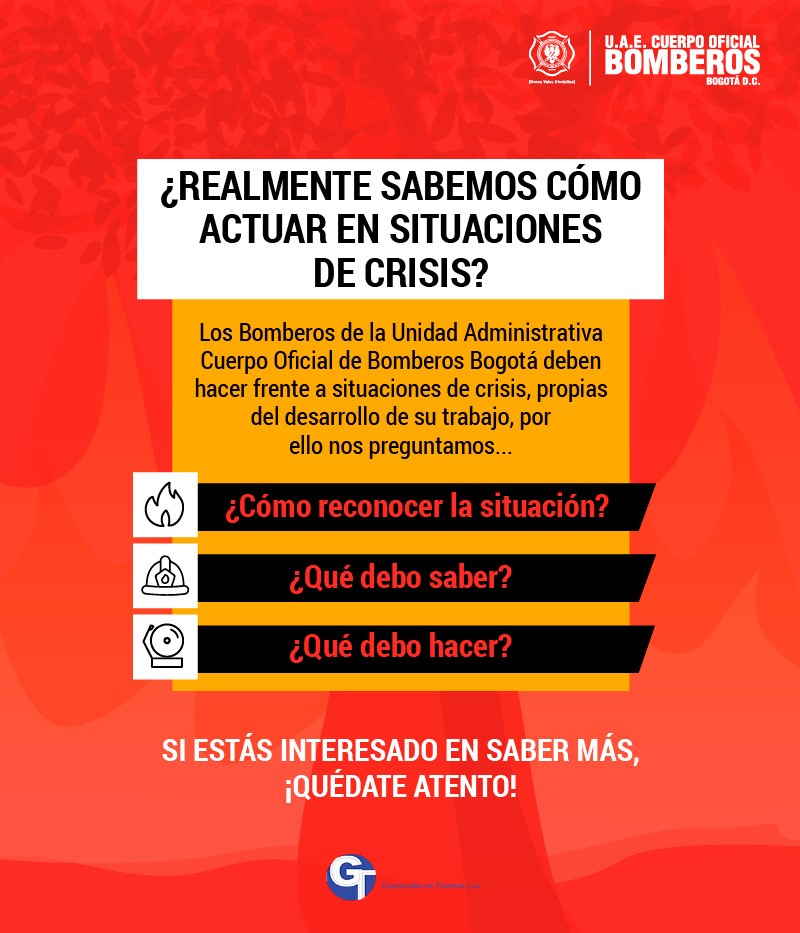 U.A.E. CUERPO OFICIAL
BOMBEROS
BOGOTÁ D.C.
¿REALMENTE SABEMOS CÓMO
ACTUAR EN SITUACIONES
DE CRISIS?
Los Bomberos de la Unidad Administrativa
Cuerpo Oficial de Bomberos Bogotá deben
hacer frente a situaciones de crisis, propias
del desarrollo de su trabajo, por
ello nos preguntamos...
¿Cómo reconocer la situación?
¿Qué debo saber?
¿Qué debo hacer?
SI ESTÁS INTERESADO EN SABER MÁS,
¡QUÉDATE ATENTO!
GT